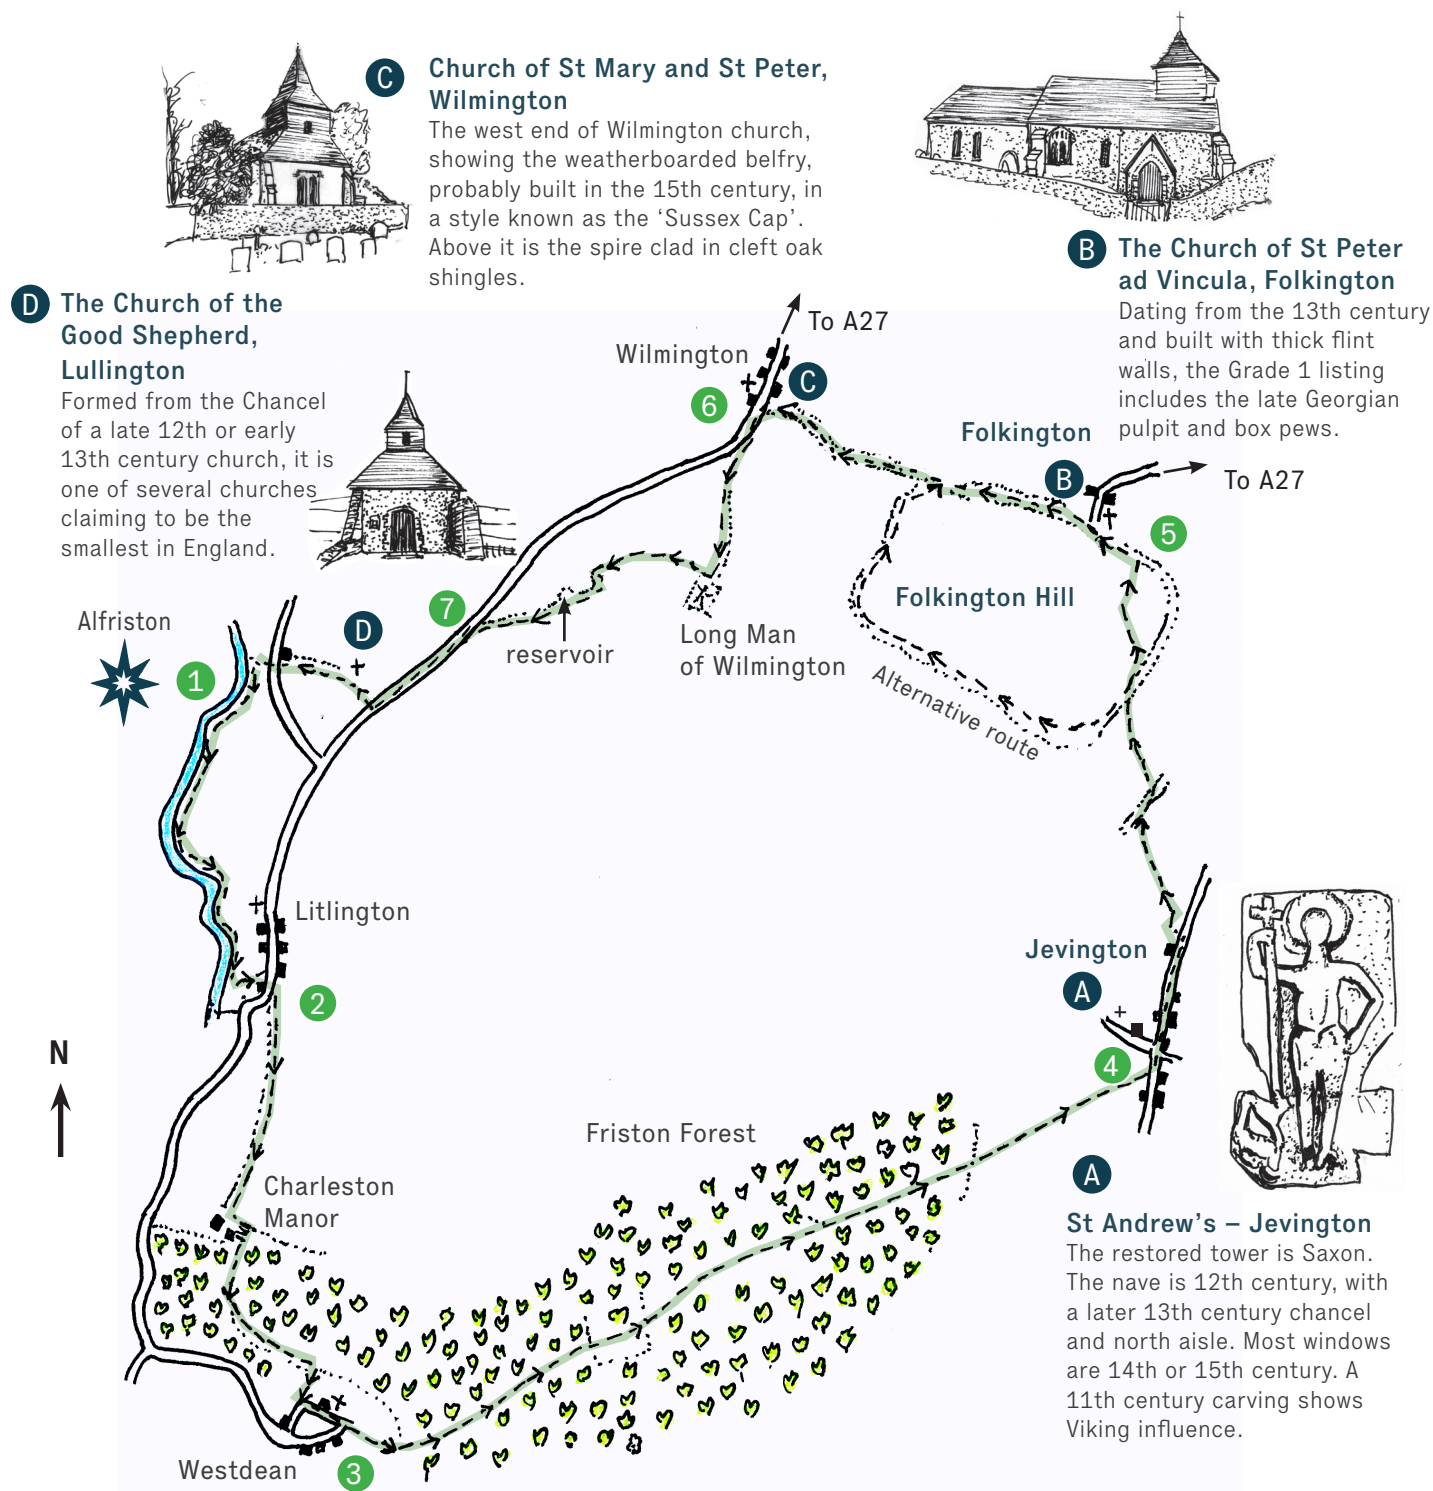 C
Church of St Mary and St Peter,
Wilmington
The west end of Wilmington church,
showing the weatherboarded belfry,
probably built in the 15th century, in
a style known as the ‘Sussex Cap’.
Above it is the spire clad in cleft oak
shingles.
B
The Church of St Peter
ad Vincula, Folkington
Dating from the 13th century
and built with thick flint
walls, the Grade 1 listing
includes the late Georgian
pulpit and box pews.
D
The Church of the
Good Shepherd,
Lullington
Formed from the Chancel
of a late 12th or early
13th century church, it is
one of several churches
claiming to be the
smallest in England.
To A27
Wilmington
C
6
Folkington
B
To A27
5
Folkington Hill
7
D
Alfriston
1
reservoir
Long Man
of Wilmington
Alternative route
Litlington
2
Jevington
A
4
N
Friston Forest
Charleston
Manor
Westdean
3
A
St Andrew’s – Jevington
The restored tower is Saxon.
The nave is 12th century, with
a later 13th century chancel
and north aisle. Most windows
are 14th or 15th century. A
11th century carving shows
Viking influence.